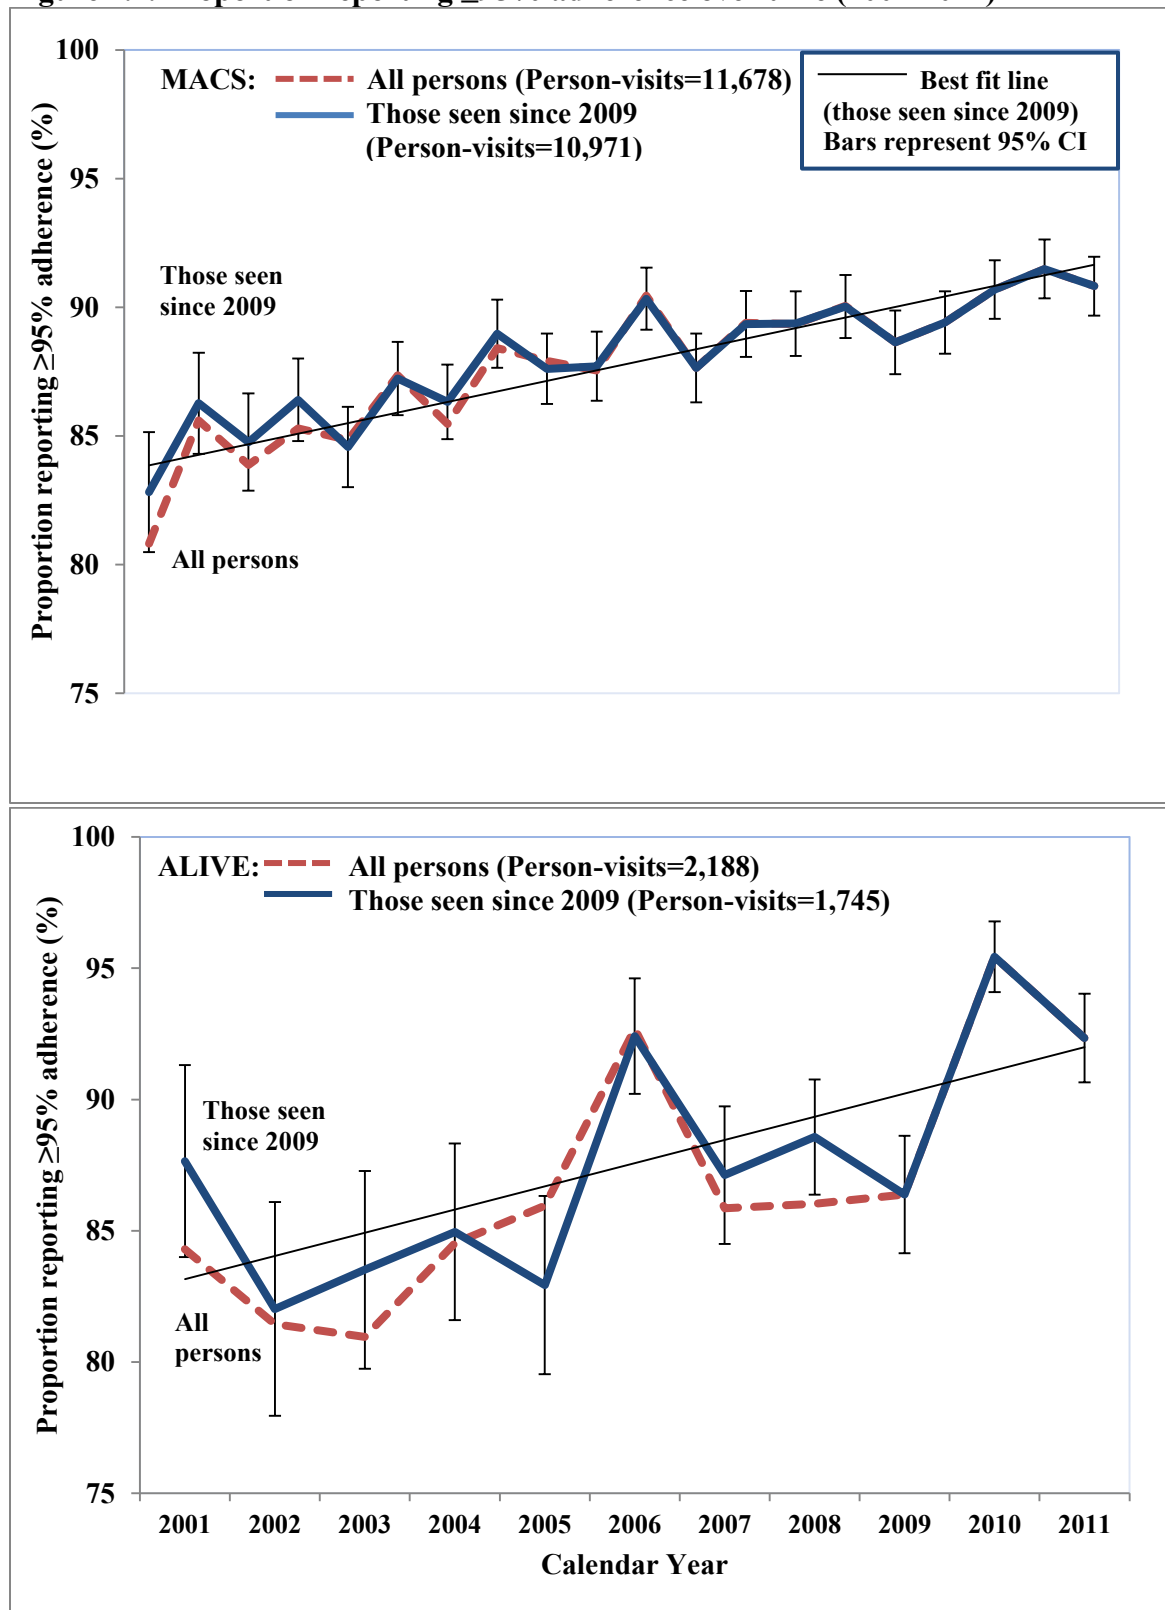 MACS:
All persons (Person-visits=11,678)
Those seen since 2009
(Person-visits=10,971)
Best fit line
(those seen since 2009)
Bars represent 95% CI
Proportion reporting ≥95% adherence (%)
100
95
90
85
80
75
Those seen
since 2009
All persons
ALIVE:
All persons (Person-visits=2,188)
Those seen since 2009 (Person-visits=1,745)
Proportion reporting ≥95% adherence (%)
100
95
90
85
80
75
Those seen
since 2009
All
persons
2001 2002 2003 2004 2005 2006 2007 2008 2009 2010 2011
Calendar Year